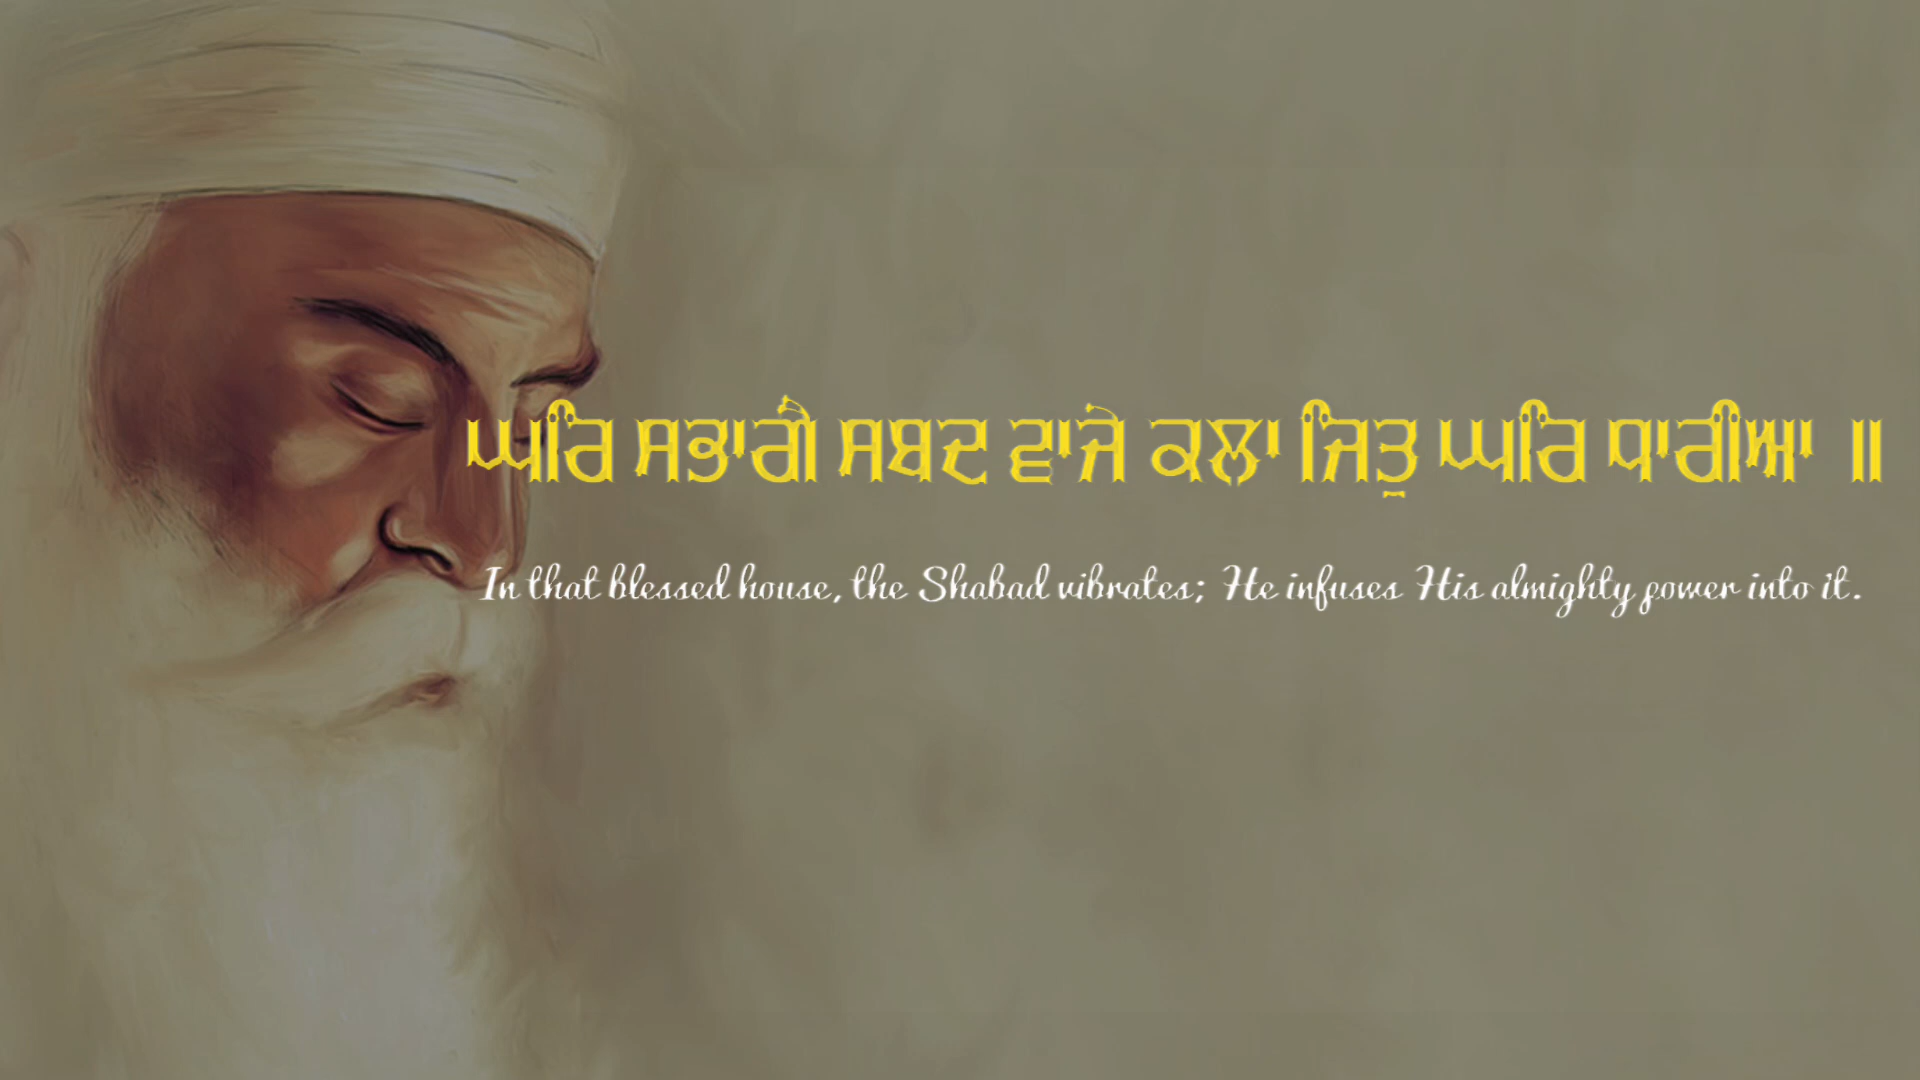 ਘਰਿ ਸਭਾਗੈ ਸਬਦ ਵਾਜੇ ਕਲਾ ਜਿਤੁ ਘਰਿ ਧਾਰੀਆ ॥
In that blessed house, the Shabad vibrates; He infuses His almighty power into it.